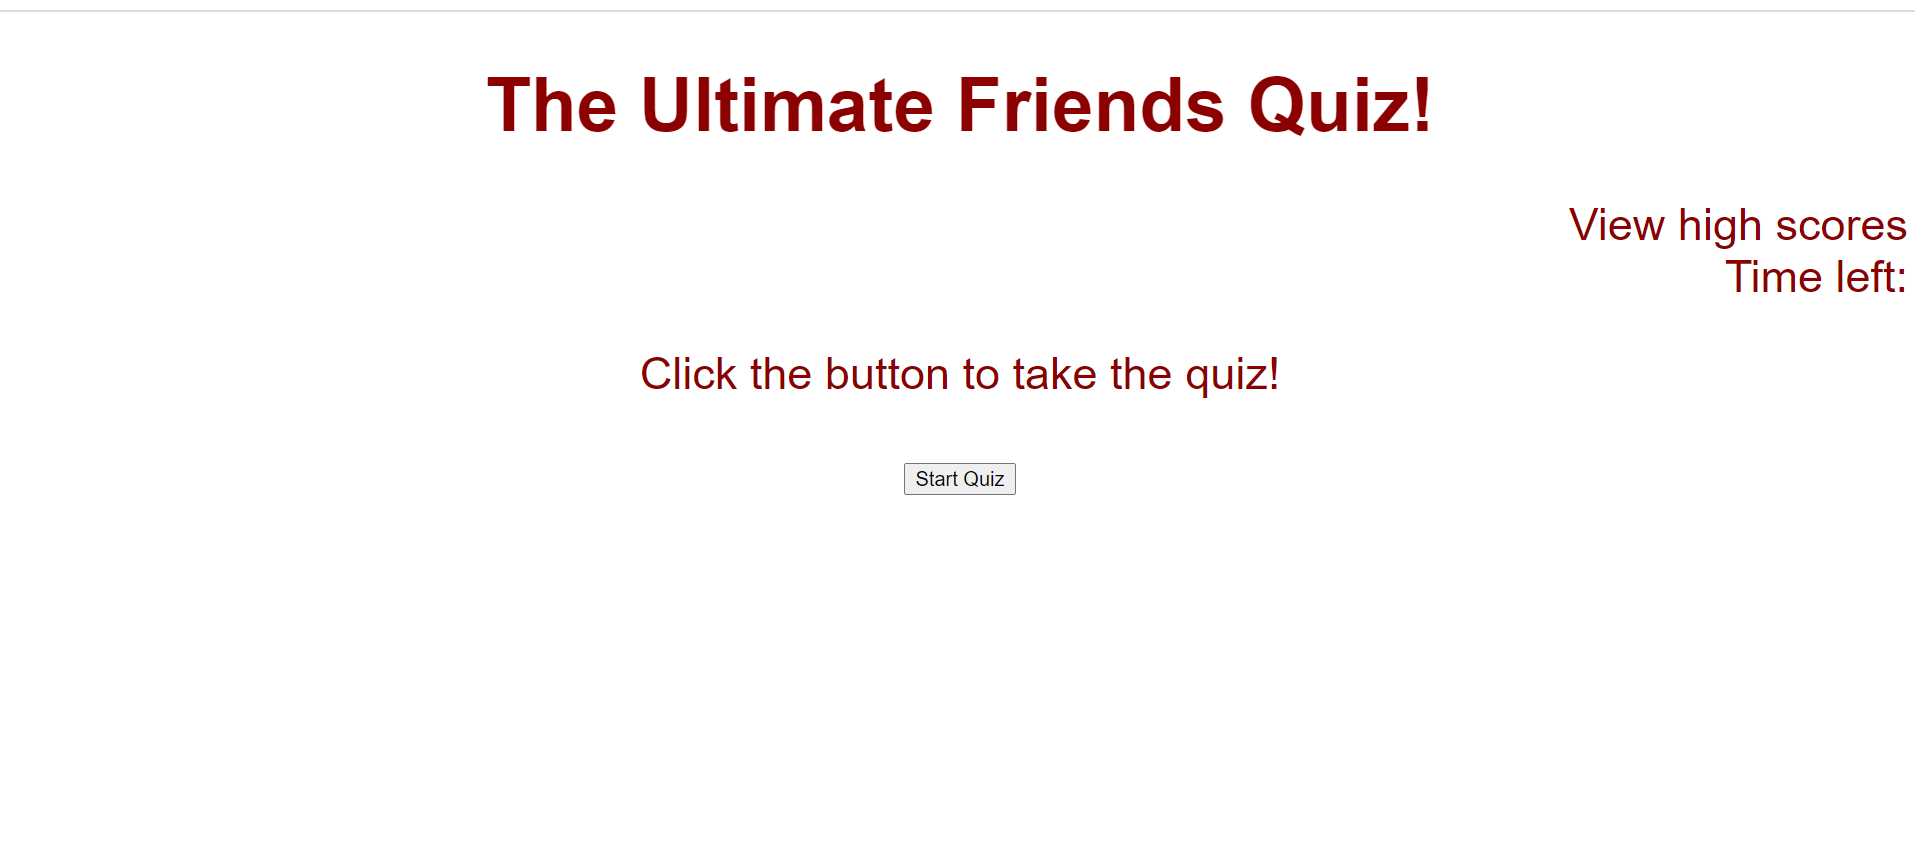 The Ultimate Friends Quiz!
View high scores
Time left:
Click the button to take the quiz!
Start Quiz